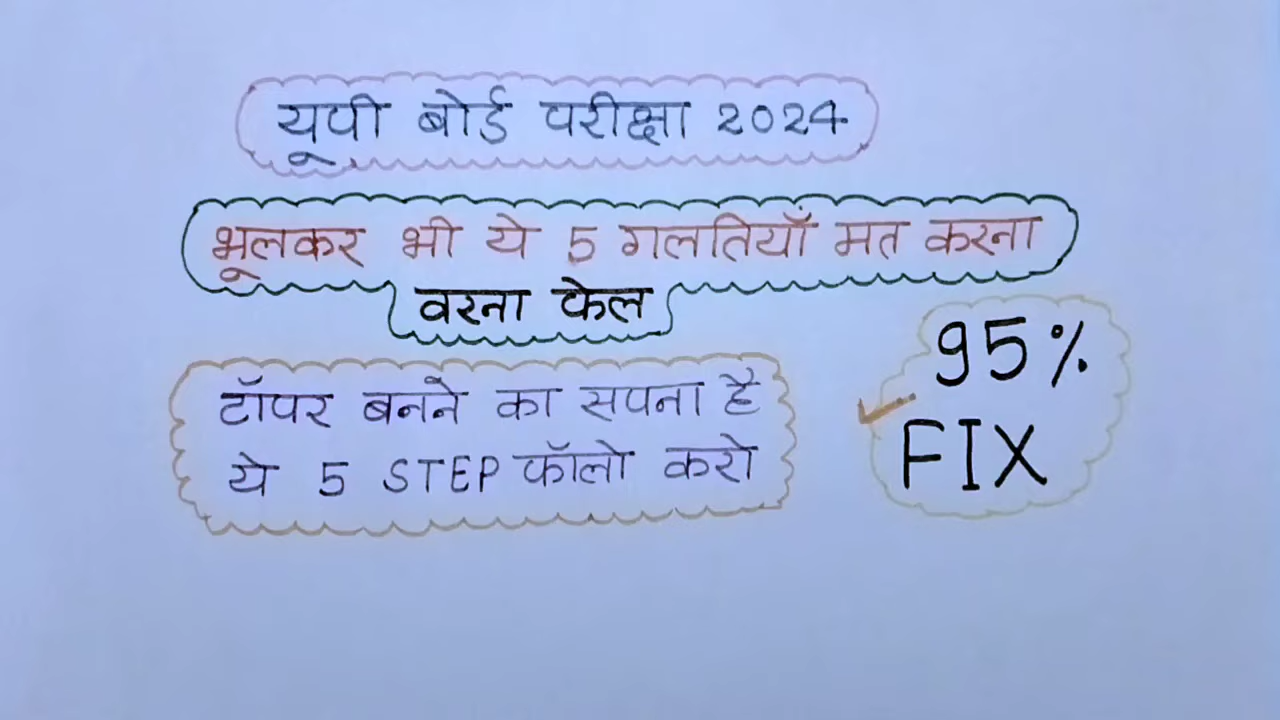 यूपी बोर्ड परीक्षा 2024
भूलकर भी ये 5 गलतियाँ मत करना
वरना फेल
टॉपर बनने का सपना है
ये 5 STEP फॉलो करो
95%
FIX